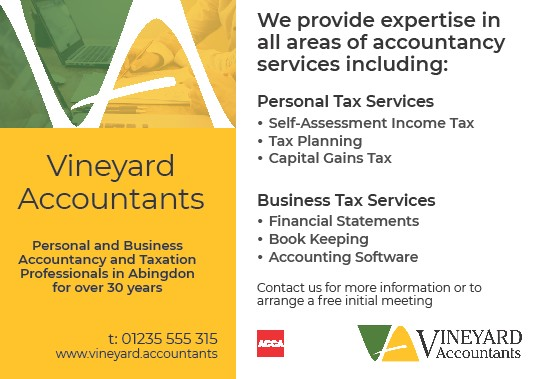 Vineyard
Accountants
Personal and Business
Accountancy and Taxation
Professionals in Abingdon
for over 30 years
t: 01235 555 315
www.vineyard.accountants
We provide expertise in
all areas of accountancy
services including:
Personal Tax Services
• Self-Assessment Income Tax
• Tax Planning
• Capital Gains Tax
Business Tax Services
• Financial Statements
• Book Keeping
• Accounting Software
Contact us for more information or to
arrange a free initial meeting
ACCA
VINEYARD
Accountants